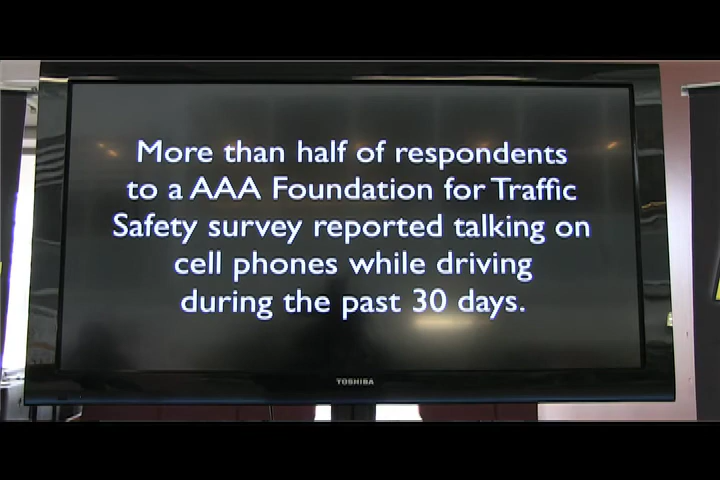 More than half of respondents
to a AAA Foundation for Traffic
Safety survey reported talking on
cell phones while driving
during the past 30 days.
TOSHIBA